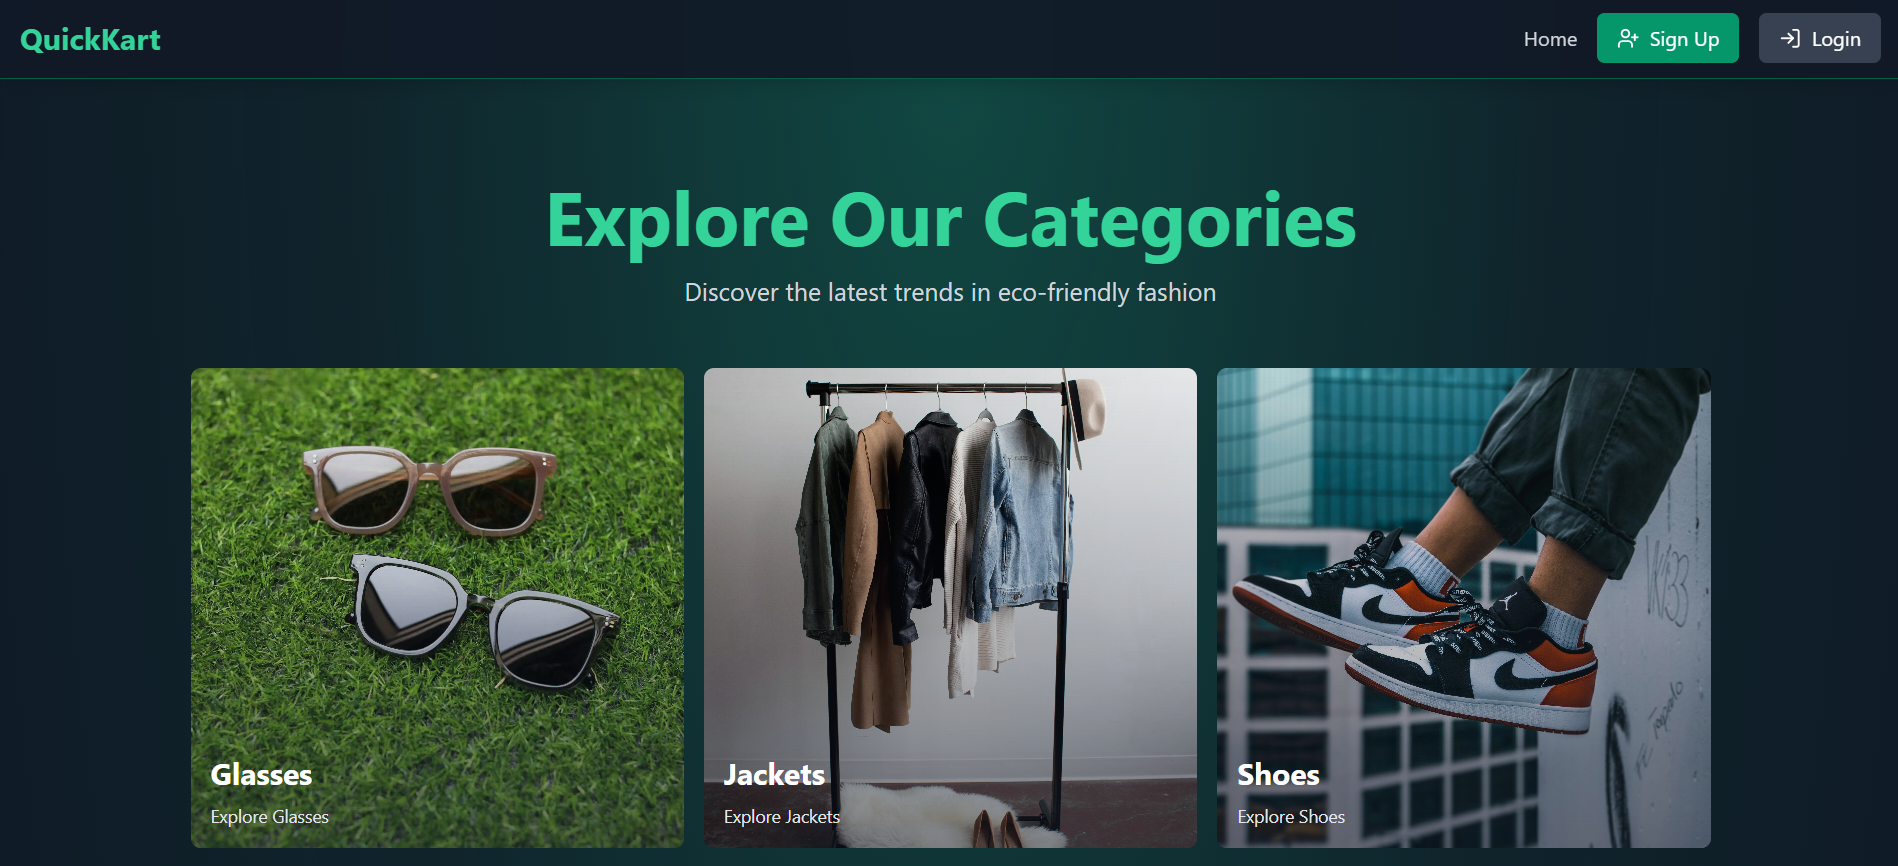 QuickKart
Home
Sign Up
Login
Explore Our Categories
Discover the latest trends in eco-friendly fashion
Glasses
Explore Glasses
Jackets
Explore Jackets
Shoes
Explore Shoes